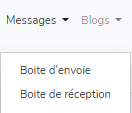 Messages Blogs
Boite d'envoie
Boite de réception